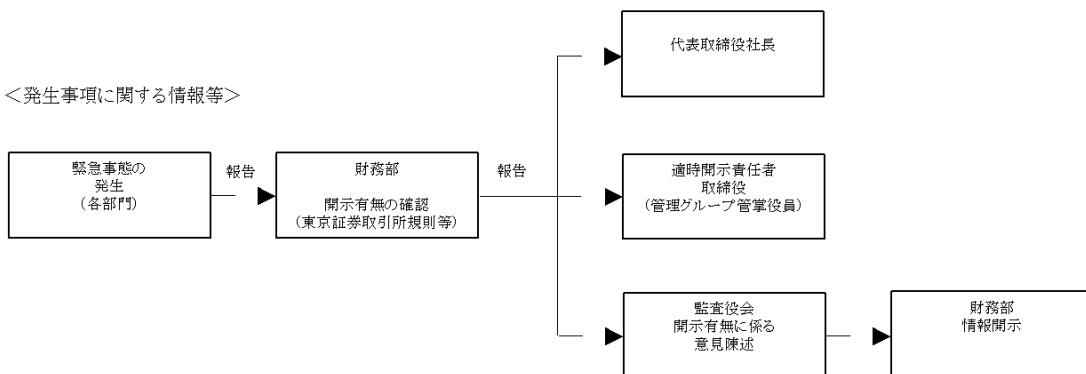 代表取締役社長
＜発生事項に関する情報等＞
緊急事態の
発生
（各部門）
報告
財務部
開示有無の確認
（東京証券取引所規則等）
報告
適時開示責任者
取締役
（管理グループ管掌役員）
監査役会
開示有無に係る
意見陳述
財務部
情報開示